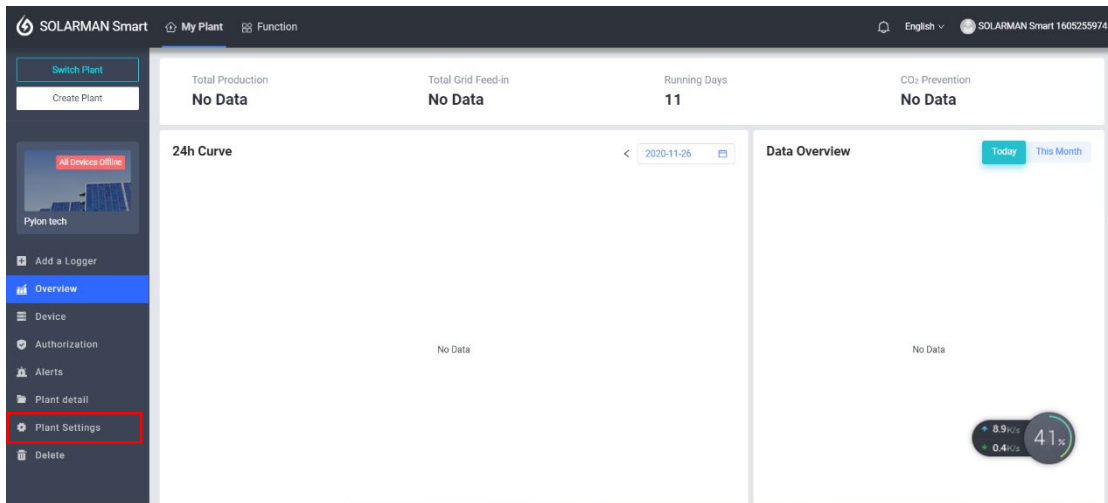 SOLARMAN Smart
My Plant
Function
English
SOLARMAN Smart 1605255974
Switch Plant
Create Plant
All Devices Offline
Pylon tech
Add a Logger
Overview
Device
Authorization
Alerts
Plant detail
Plant Settings
Delete
Total Production
No Data
Total Grid Feed-in
No Data
Running Days
11
CO₂ Prevention
No Data
24h Curve
2020-11-26
No Data
Data Overview
Today
This Month
No Data
8.9K/s
0.4K/s
41%